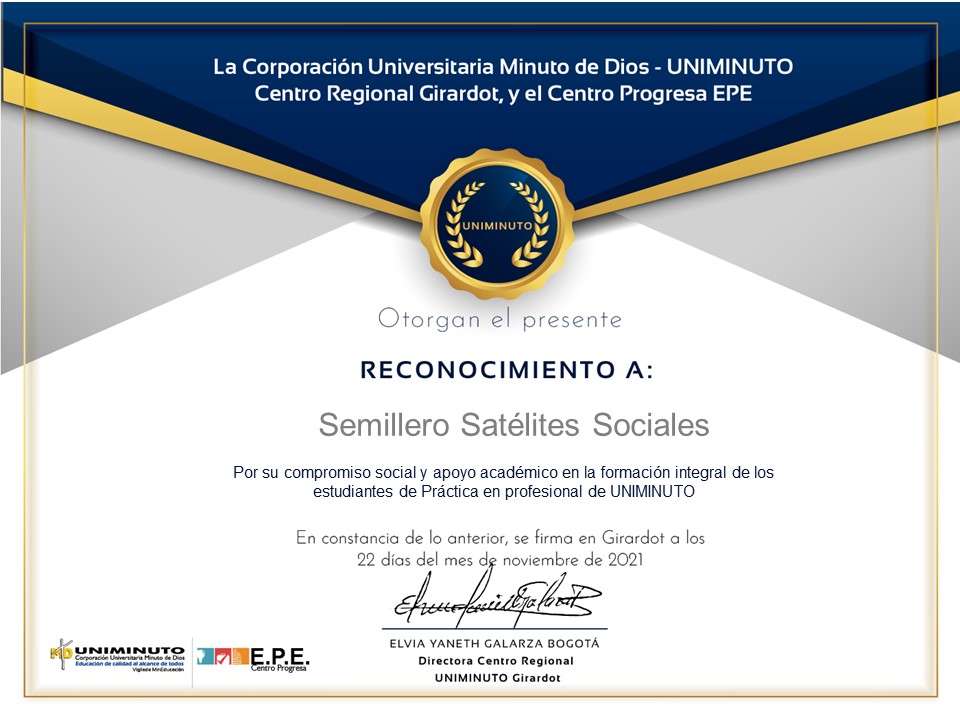 La Corporación Universitaria Minuto de Dios - UNIMINUTO
Centro Regional Girardot, y el Centro Progresa EPE
UNIMINUTO
Otorgan el presente
RECONOCIMIENTO A:
Semillero Satélites Sociales
Por su compromiso social y apoyo académico en la formación integral de los
estudiantes de Práctica en profesional de UNIMINUTO
En constancia de lo anterior, se firma en Girardot a los
22 días del mes de noviembre de 2021
ELVIA YANETH GALARZA BOGOTÁ
Directora Centro Regional
UNIMINUTO Girardot
UNIMINUTO
Corporación Universitaria Minuto de Dios
Educación de calidad al alcance de todos
Vigilada MinEducación
E.P.E.
Centro Progresa